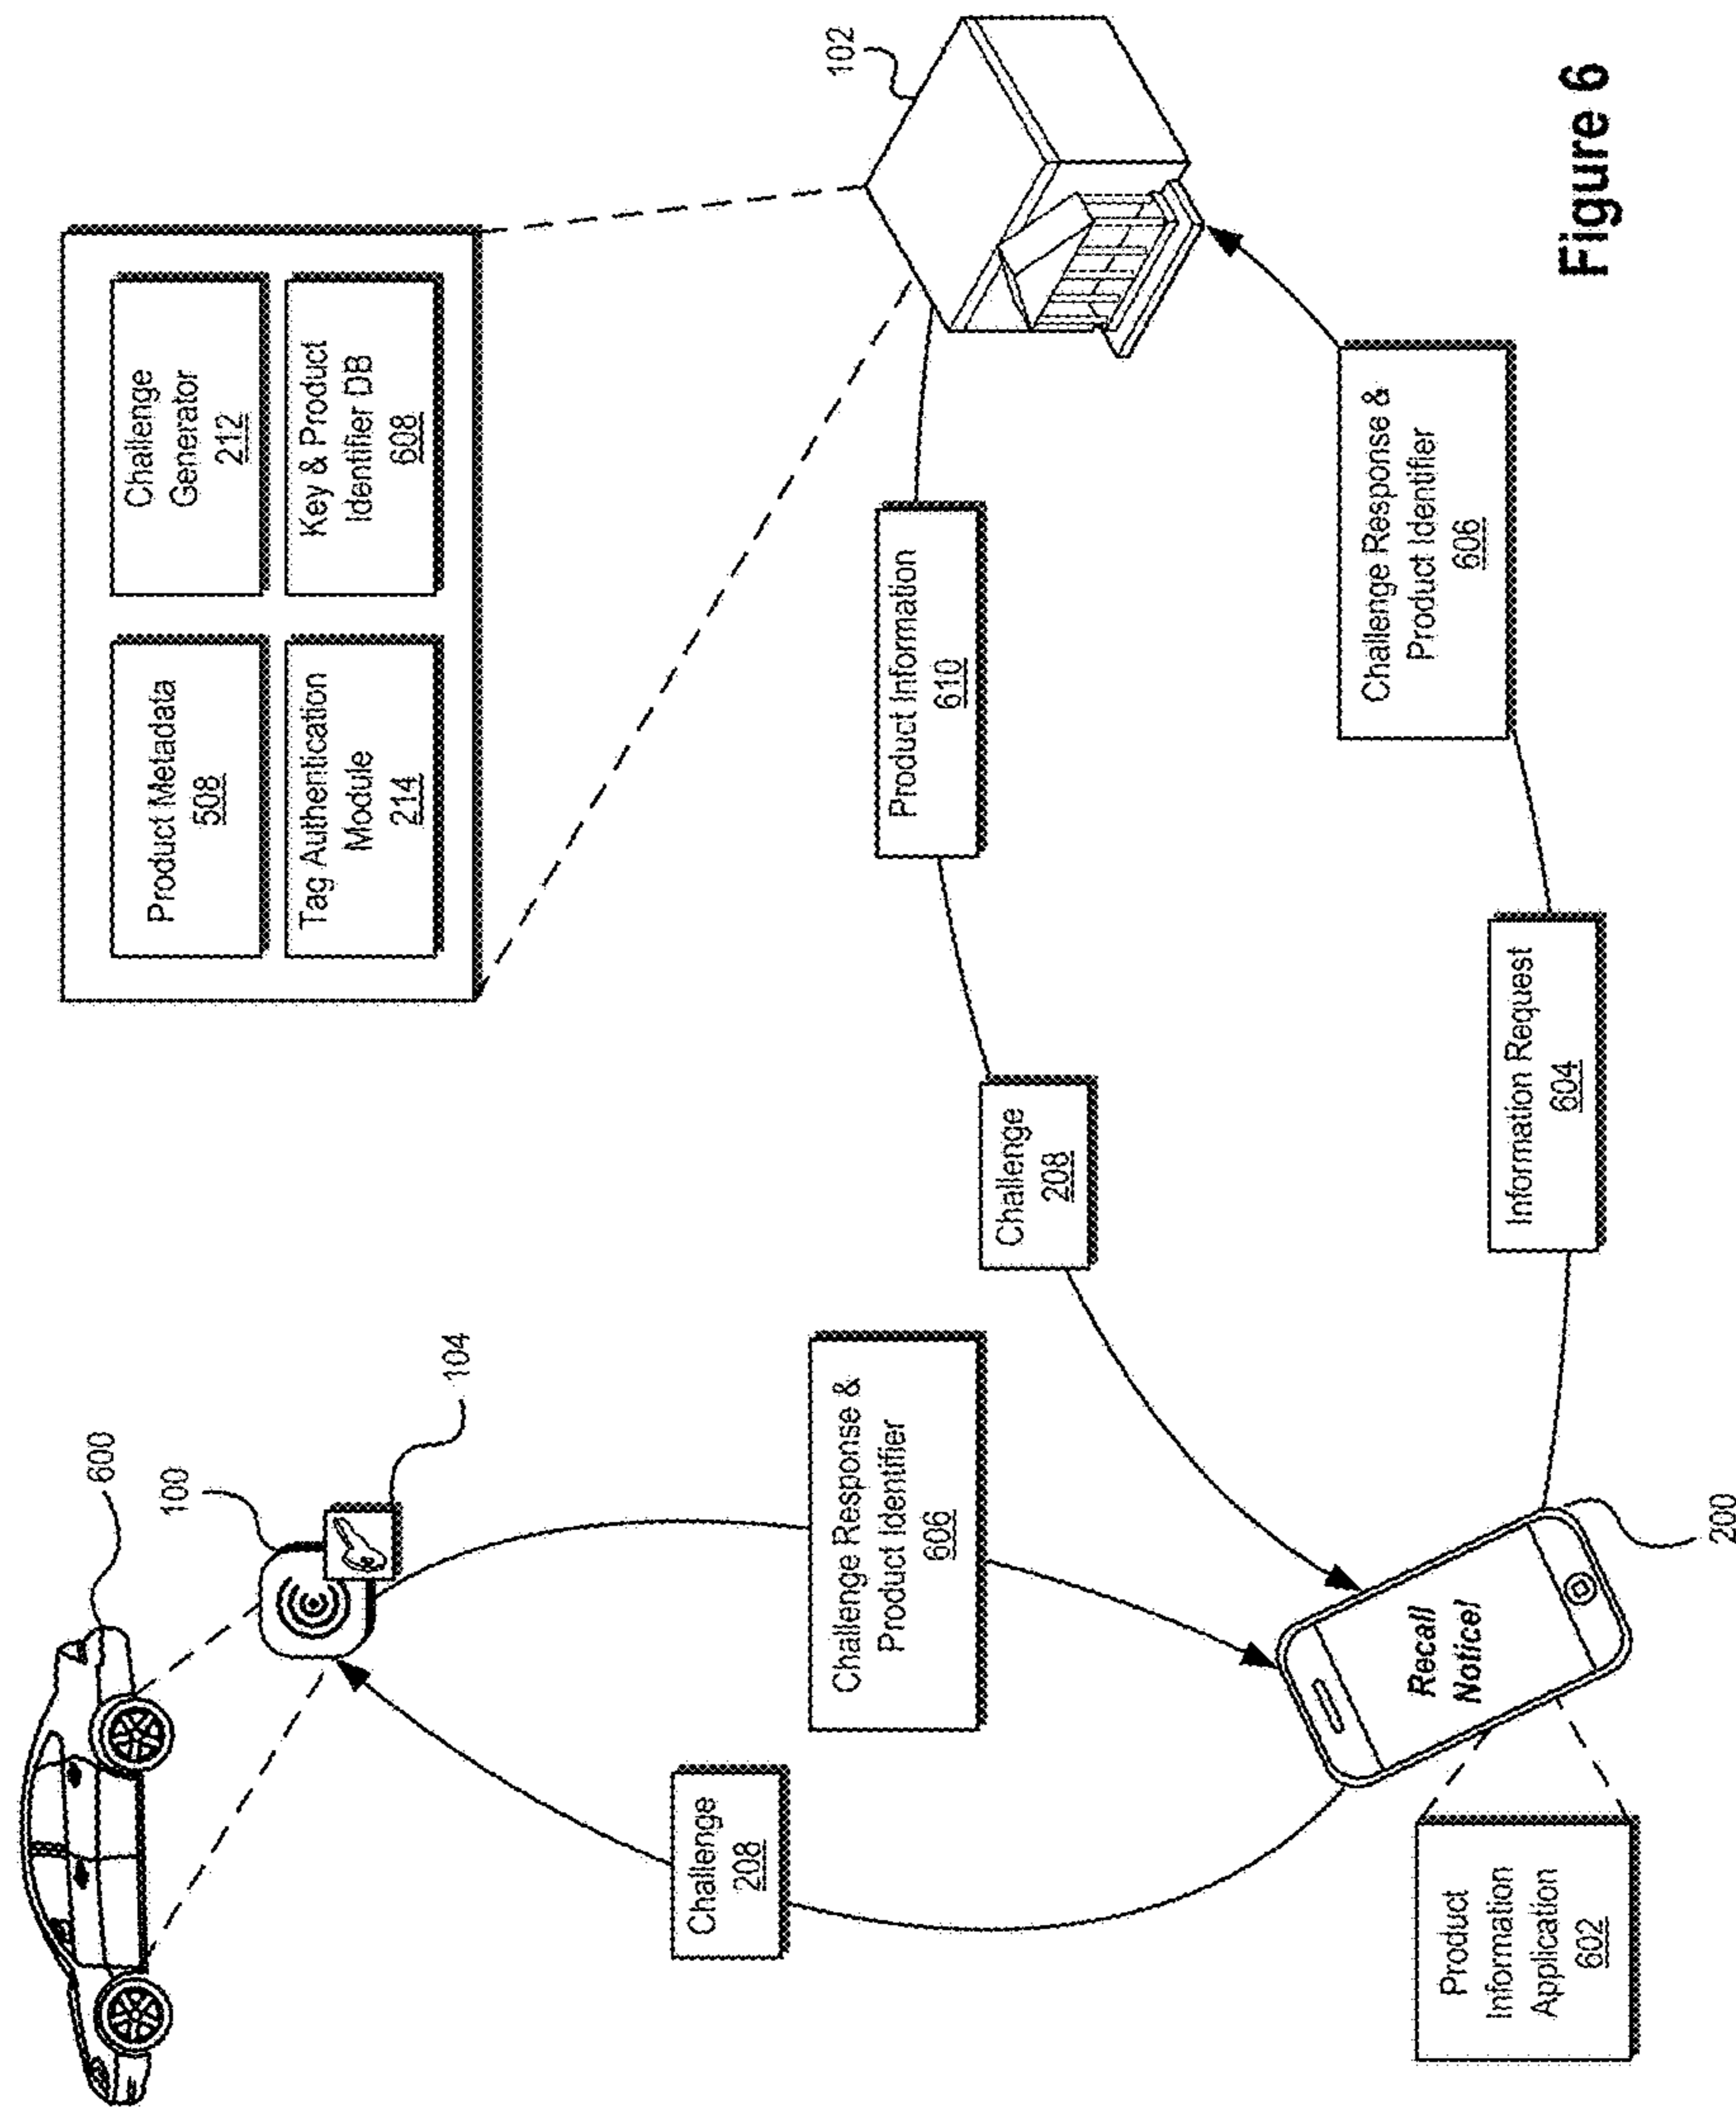 600
100
104
Product Metadata
508
Challenge
Generator
212
Tag Authentication
Module
214
Key & Product
Identifier DB
608
102
Challenge
208
Challenge Response &
Product Identifier
606
Product Information
610
Challenge
208
Product
Information
Application
602
Recall
Notice!
200
Information Request
604
Challenge Response &
Product Identifier
606
Figure 6